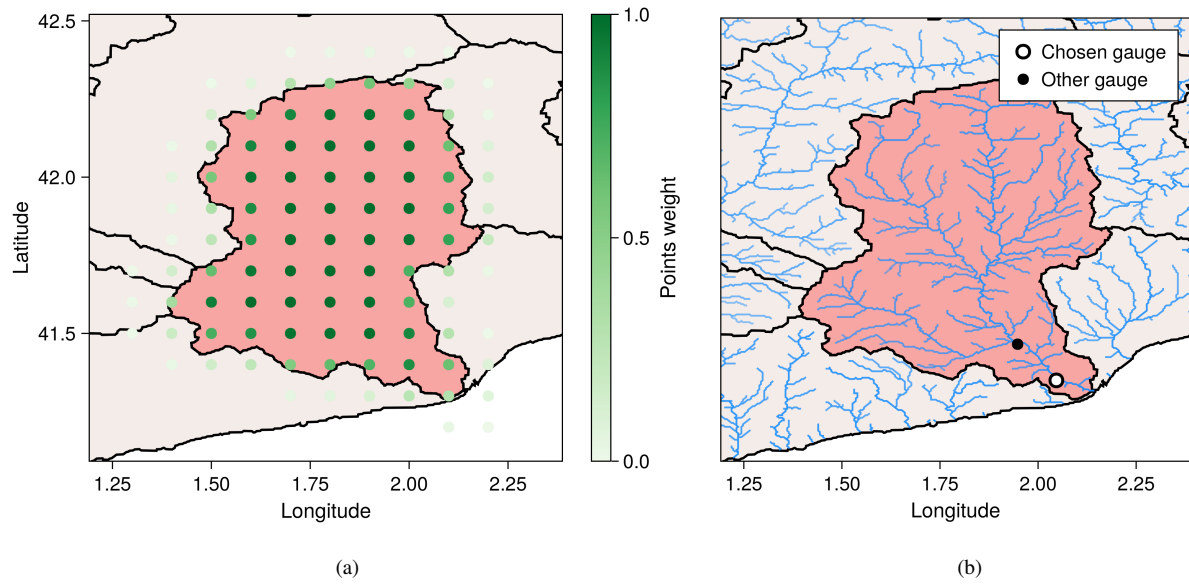 42.5
42.0
41.5
Latitude
1.25 1.50 1.75 2.00 2.25
Longitude
1.0
0.5
0.0
Points weight
(a)
Chosen gauge
Other gauge
1.25 1.50 1.75 2.00 2.25
Longitude
(b)